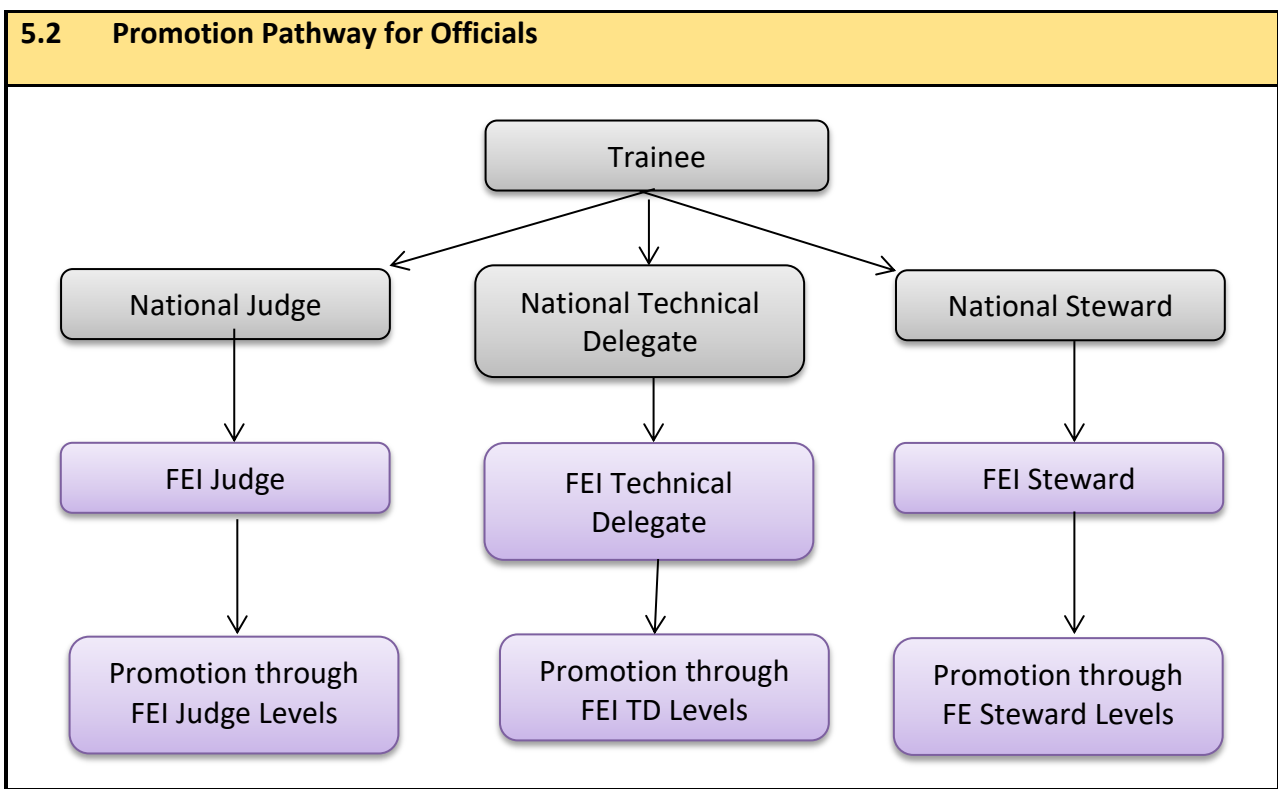 5.2 Promotion Pathway for Officials
Trainee
National Judge
National Technical
Delegate
National Steward
FEI Judge
FEI Technical
Delegate
FEI Steward
Promotion through
FEI Judge Levels
Promotion through
FEI TD Levels
Promotion through
FE Steward Levels